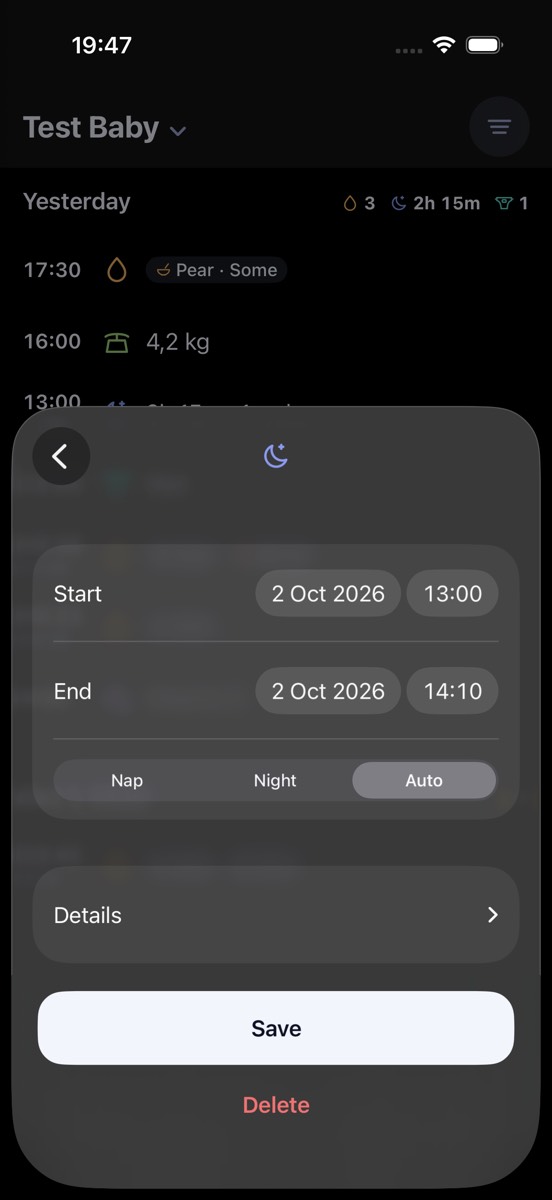 19:47
Test Baby
Yesterday 3 2h 15m 1
17:30 Pear · Some
16:00 4,2 kg
13:00
Start 2 Oct 2026 13:00
End 2 Oct 2026 14:10
Nap Night Auto
Details
Save
Delete